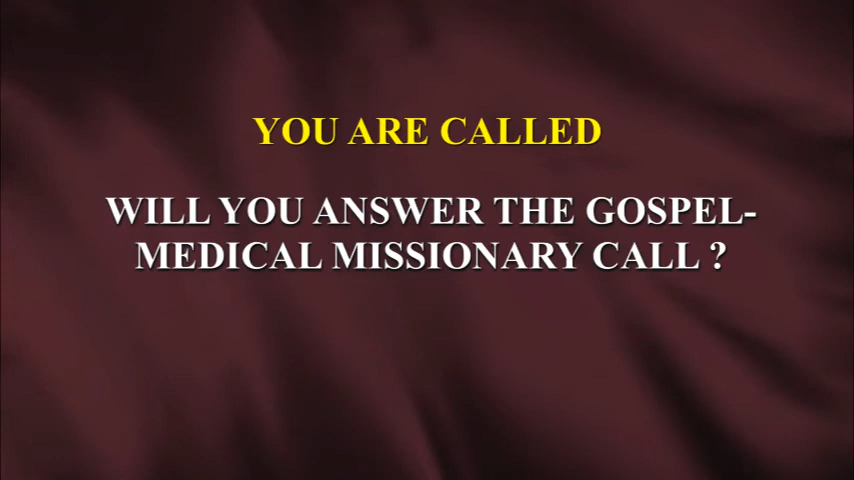 YOU ARE CALLED
WILL YOU ANSWER THE GOSPEL-
MEDICAL MISSIONARY CALL ?